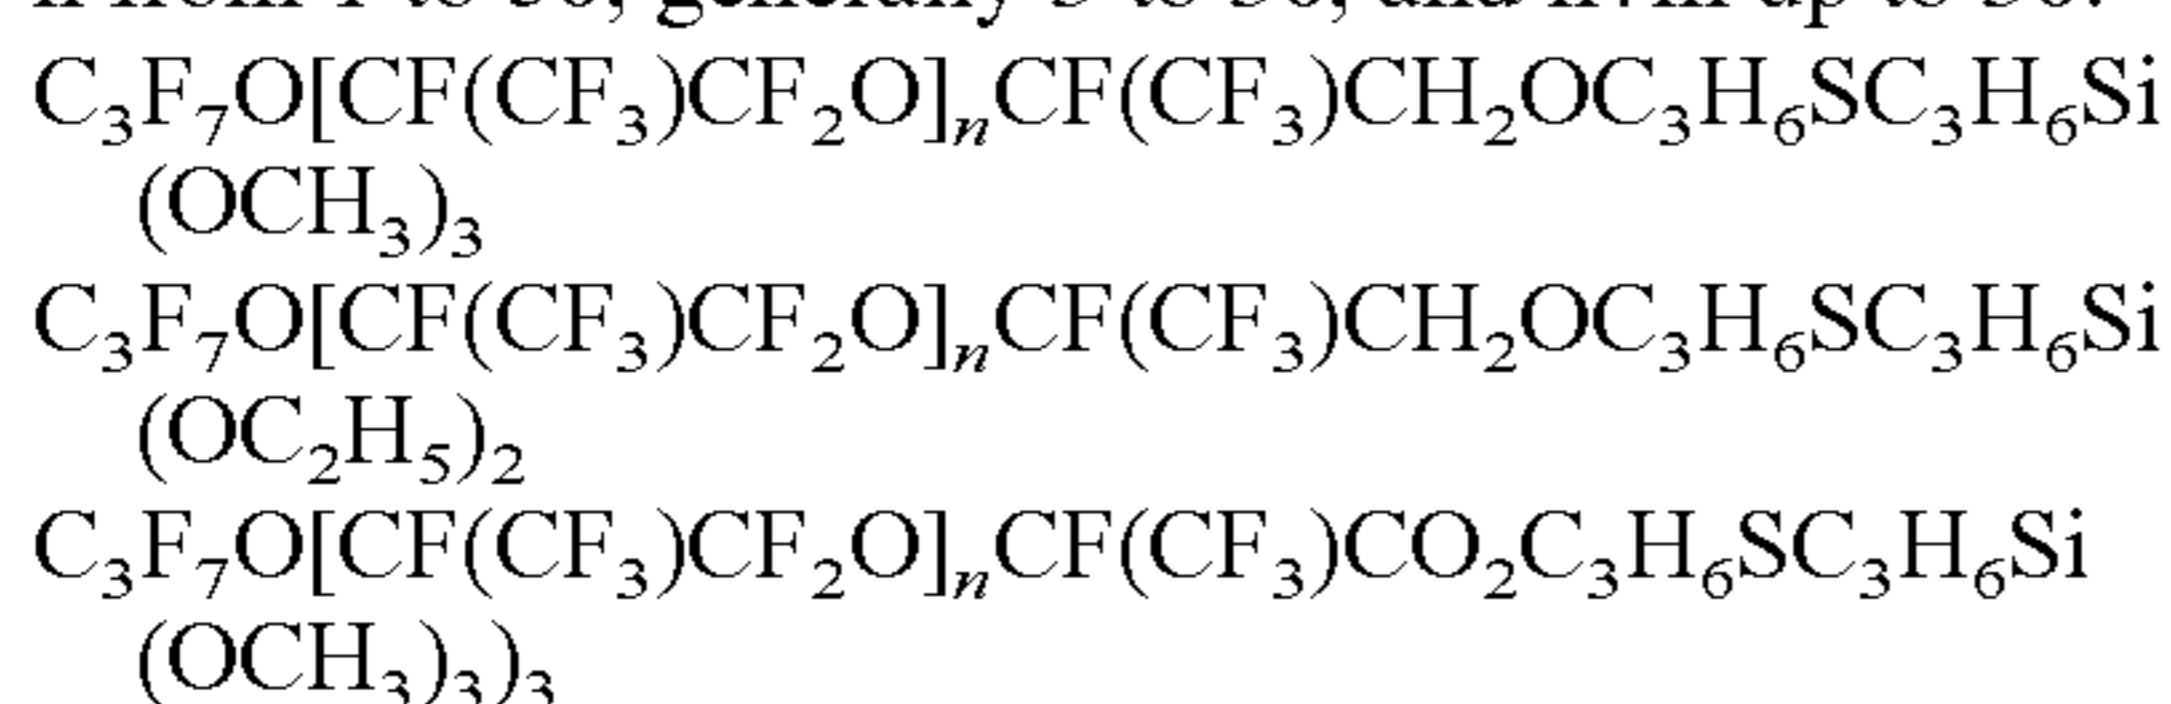 C₃F₇O[CF(CF₃)CF₂O]ₙCF(CF₃)CH₂OC₃H₆SC₃H₆Si
(OCH₃)₃
C₃F₇O[CF(CF₃)CF₂O]ₙCF(CF₃)CH₂OC₃H₆SC₃H₆Si
(OC₂H₅)₂
C₃F₇O[CF(CF₃)CF₂O]ₙCF(CF₃)CO₂C₃H₆SC₃H₆Si
(OCH₃)₃)₃